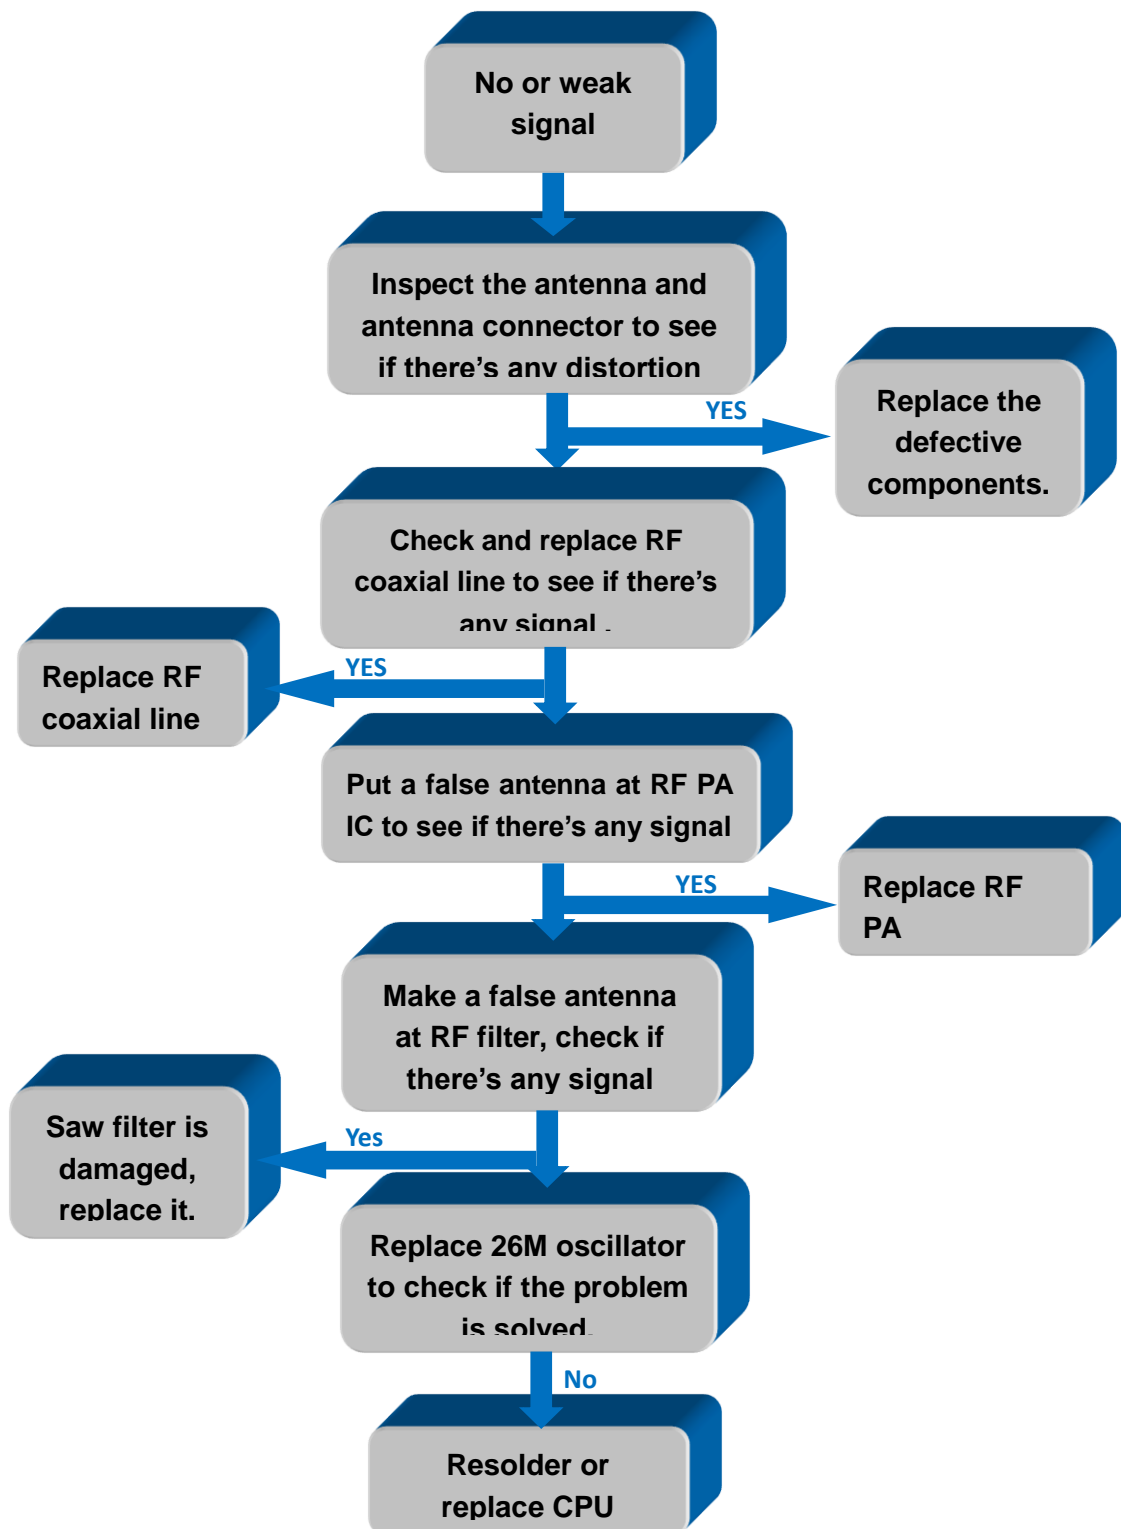 No or weak
signal
Inspect the antenna and
antenna connector to see
if there's any distortion
YES
Replace the
defective
components.
Check and replace RF
coaxial line to see if there's
any signal .
YES
Replace RF
coaxial line
Put a false antenna at RF PA
IC to see if there's any signal
YES
Replace RF
PA
Make a false antenna
at RF filter, check if
there's any signal
Yes
Saw filter is
damaged,
replace it.
Replace 26M oscillator
to check if the problem
is solved.
No
Resolder or
replace CPU